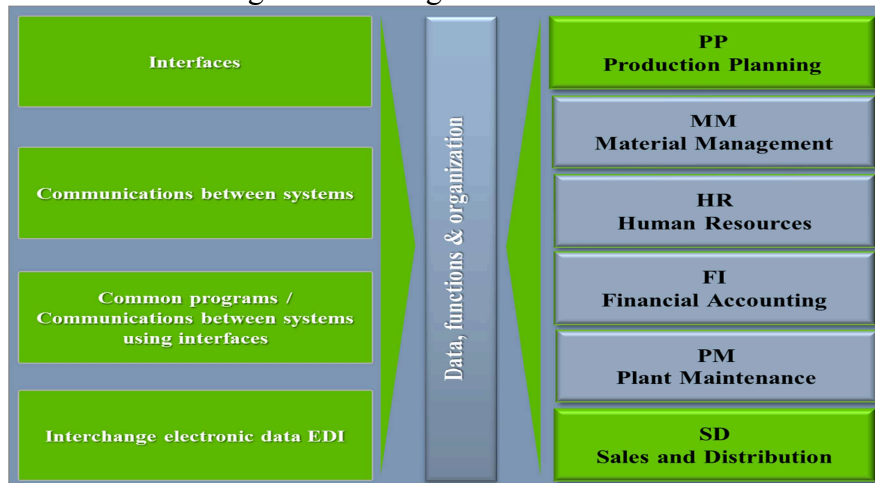 Interfaces
Communications between systems
Common programs /
Communications between systems
using interfaces
Interchange electronic data EDI
Data, functions & organization
PP
Production Planning
MM
Material Management
HR
Human Resources
FI
Financial Accounting
PM
Plant Maintenance
SD
Sales and Distribution